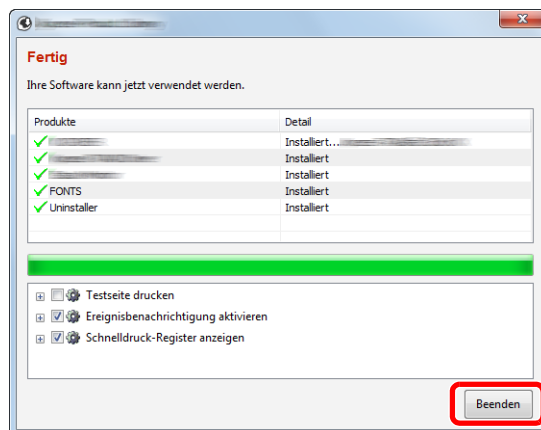 Fertig
Ihre Software kann jetzt verwendet werden.
Produkte Detail
Installiert...
Installiert
Installiert
FONTS Installiert
Uninstaller Installiert
Testseite drucken
Ereignisbenachrichtigung aktivieren
Schnelldruck-Register anzeigen
Beenden